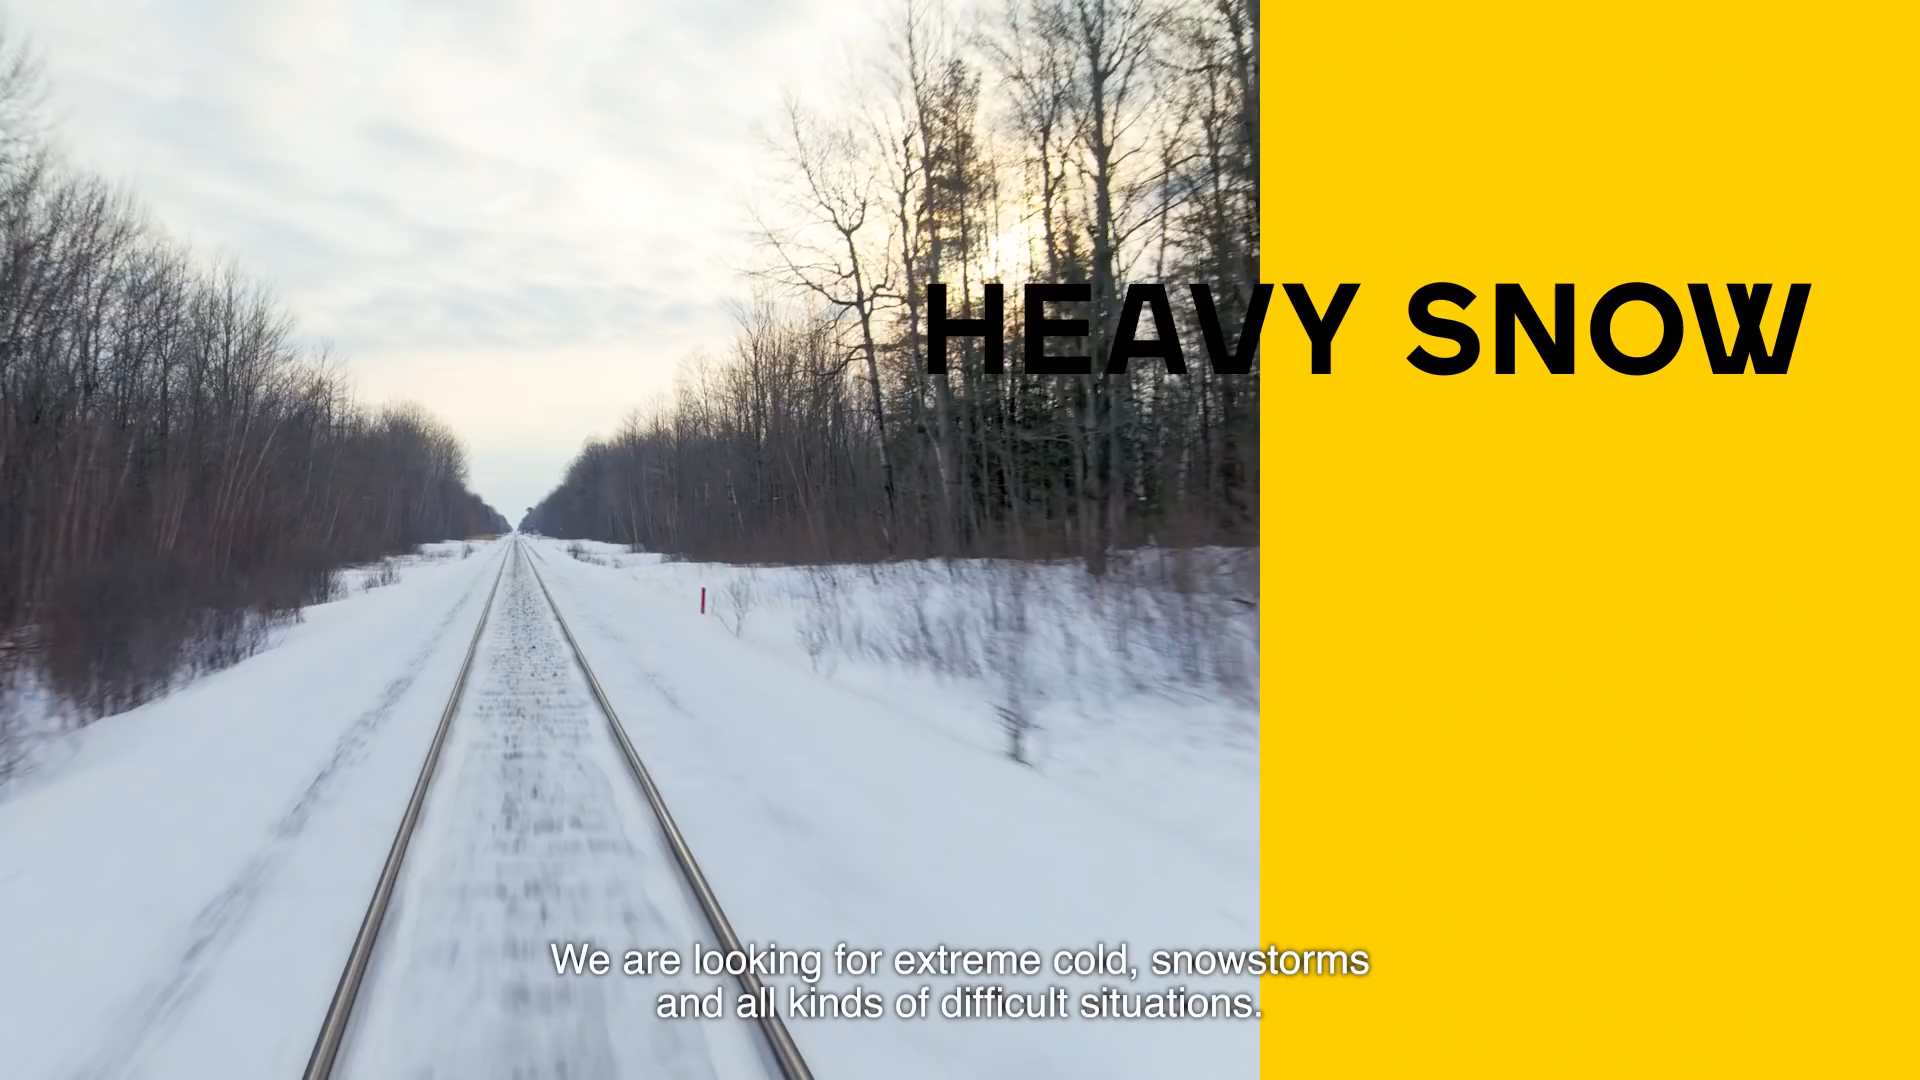 HEAVY SNOW
We are looking for extreme cold, snowstorms
and all kinds of difficult situations.